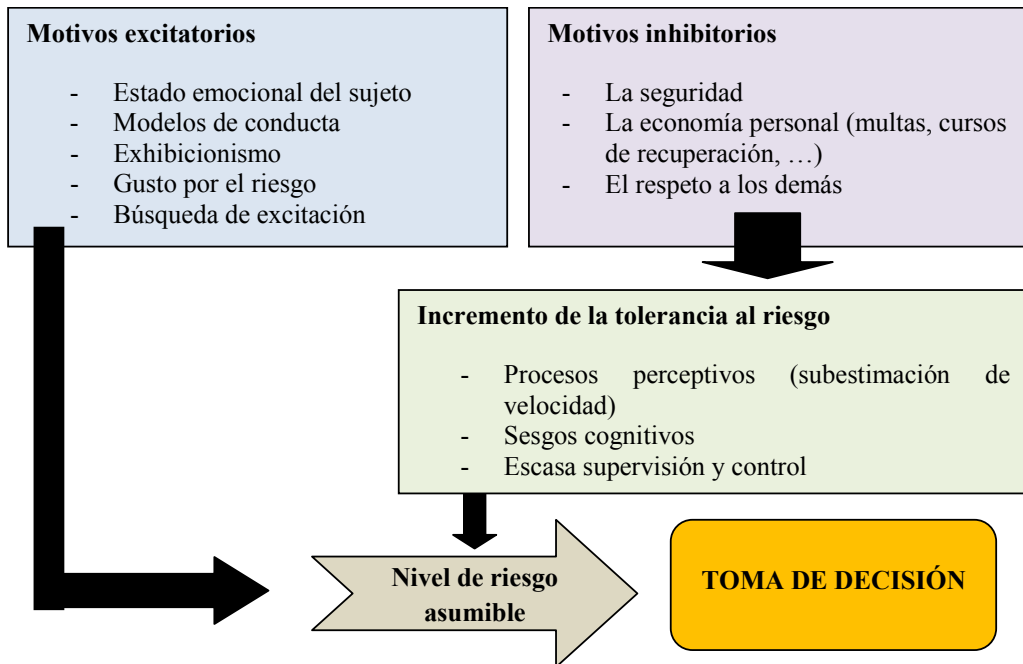 Motivos excitatorios
- Estado emocional del sujeto
- Modelos de conducta
- Exhibicionismo
- Gusto por el riesgo
- Búsqueda de excitación
Motivos inhibitorios
- La seguridad
- La economía personal (multas, cursos
de recuperación, …)
- El respeto a los demás
Incremento de la tolerancia al riesgo
- Procesos perceptivos (subestimación de
velocidad)
- Sesgos cognitivos
- Escasa supervisión y control
Nivel de riesgo
asumible
TOMA DE DECISIÓN